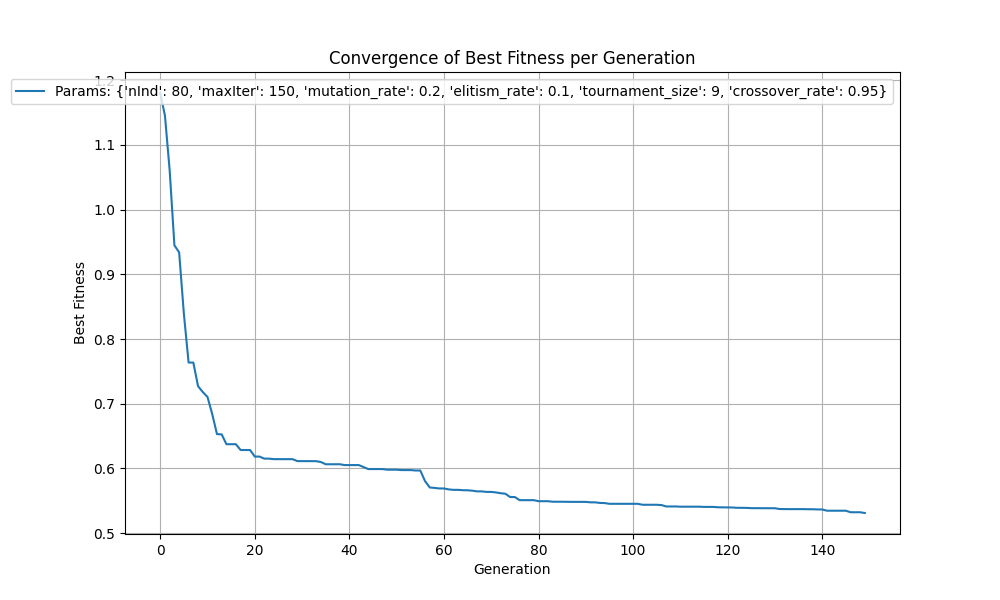 Convergence of Best Fitness per Generation
1.2
Params: {'nInd': 80, 'maxIter': 150, 'mutation_rate': 0.2, 'elitism_rate': 0.1, 'tournament_size': 9, 'crossover_rate': 0.95}
1.1
1.0
0.9
0.8
0.7
0.6
0.5
Best Fitness
0 20 40 60 80 100 120 140
Generation